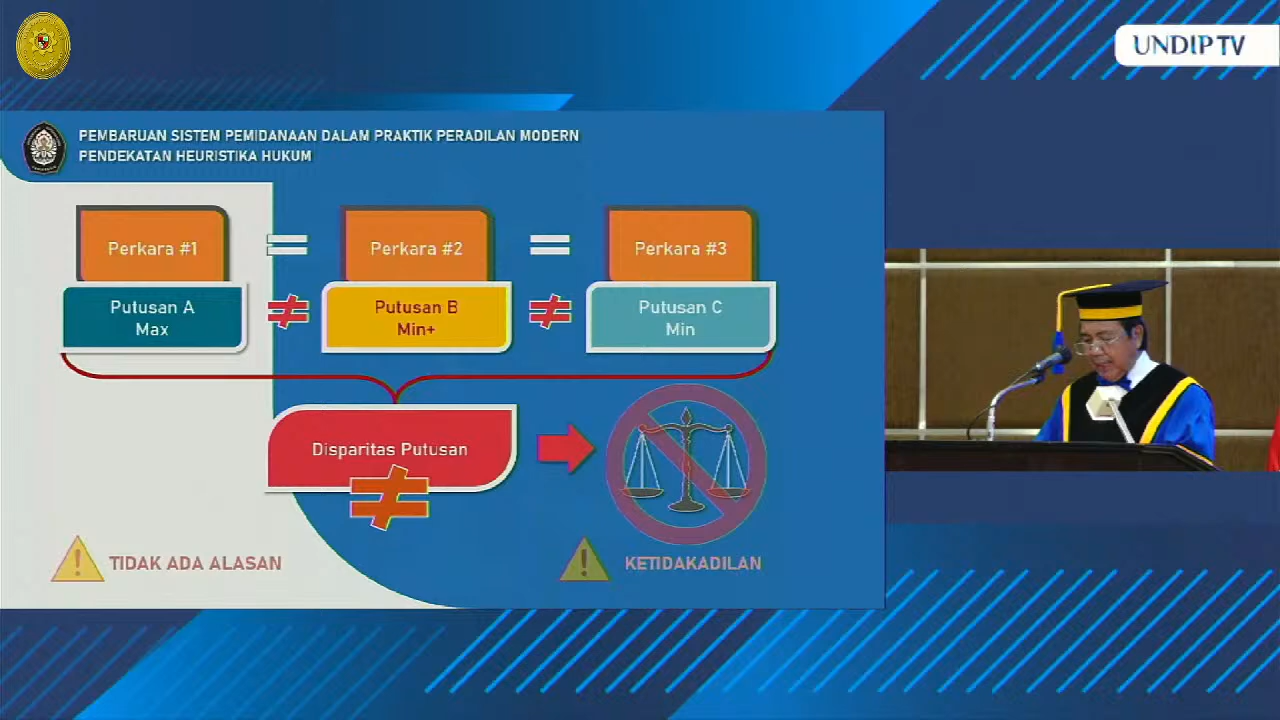 UNDIP TV
PEMBARUAN SISTEM PEMIDANAAN DALAM PRAKTIK PERADILAN MODERN
PENDEKATAN HEURISTIKA HUKUM
Perkara #1
=
Perkara #2
=
Perkara #3
Putusan A
Max
≠
Putusan B
Min+
≠
Putusan C
Min
Disparitas Putusan
≠
! TIDAK ADA ALASAN
! KETIDAKADILAN